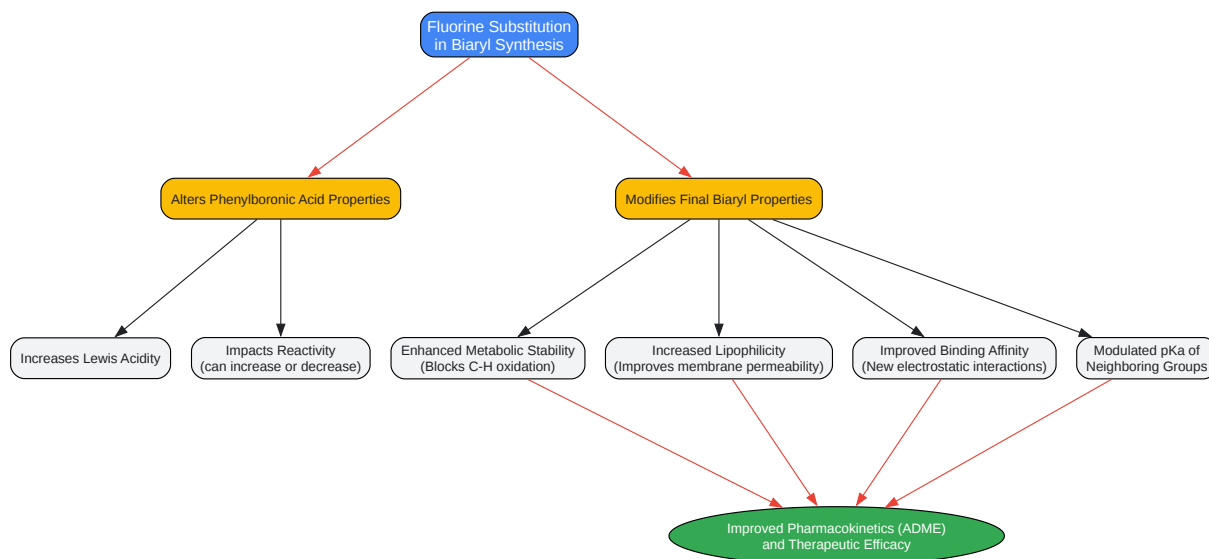 Fluorine Substitution
in Biaryl Synthesis
Alters Phenylboronic Acid Properties
Modifies Final Biaryl Properties
Increases Lewis Acidity
Impacts Reactivity
(can increase or decrease)
Enhanced Metabolic Stability
(Blocks C-H oxidation)
Increased Lipophilicity
(Improves membrane permeability)
Improved Binding Affinity
(New electrostatic interactions)
Modulated pKa of
Neighboring Groups
Improved Pharmacokinetics (ADME)
and Therapeutic Efficacy